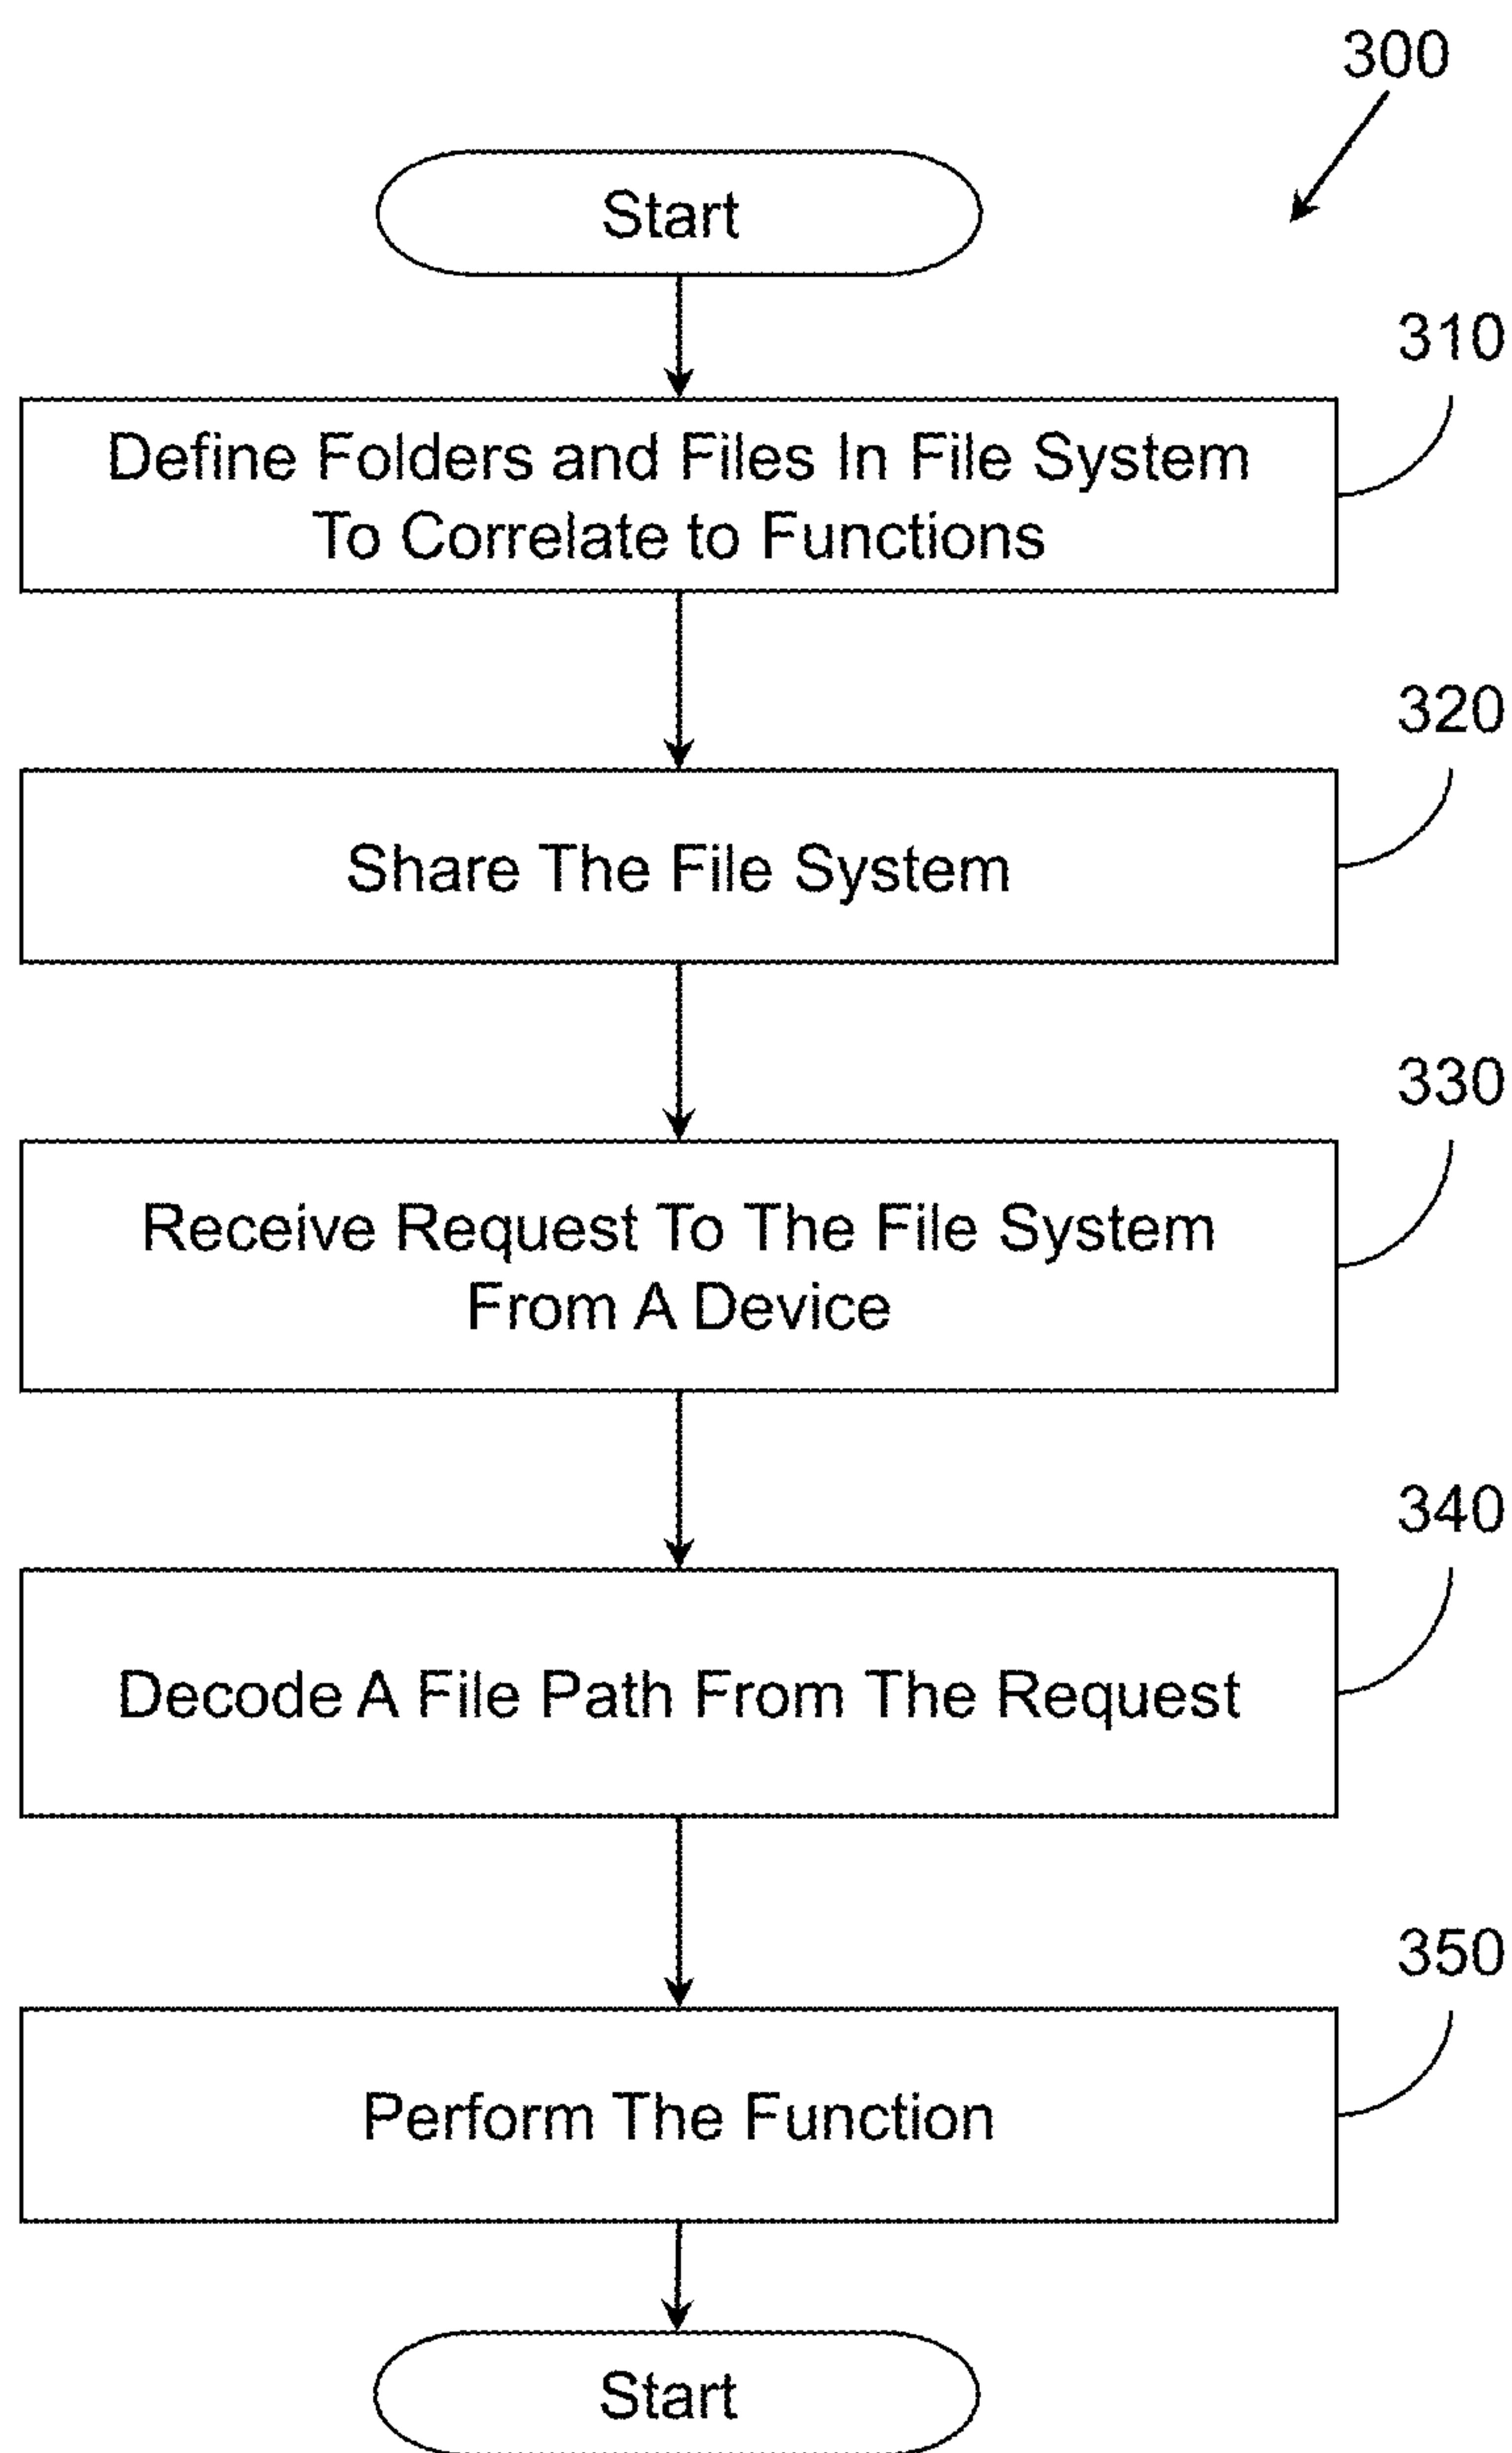 300
Start
310
Define Folders and Files In File System
To Correlate to Functions
320
Share The File System
330
Receive Request To The File System
From A Device
340
Decode A File Path From The Request
350
Perform The Function
Start